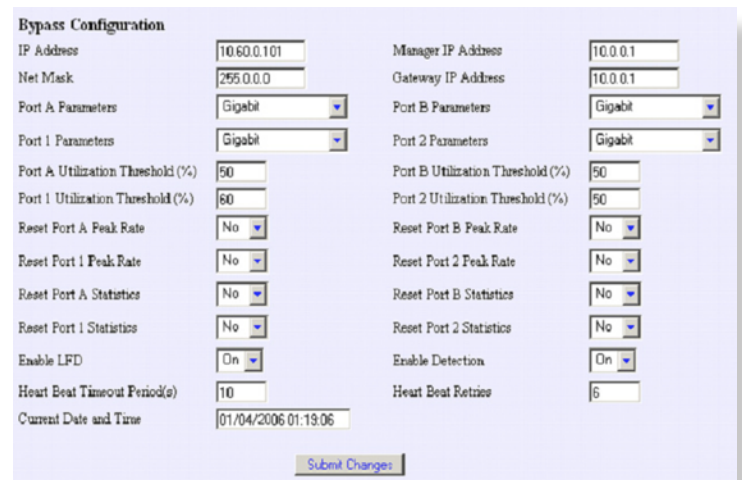 Bypass Configuration
IP Address 10.60.0.101 Manager IP Address 10.0.0.1
Net Mask 255.0.0.0 Gateway IP Address 10.0.0.1
Port A Parameters Gigabit Port B Parameters Gigabit
Port 1 Parameters Gigabit Port 2 Parameters Gigabit
Port A Utilization Threshold (%) 50 Port B Utilization Threshold (%) 50
Port 1 Utilization Threshold (%) 60 Port 2 Utilization Threshold (%) 50
Reset Port A Peak Rate No Reset Port B Peak Rate No
Reset Port 1 Peak Rate No Reset Port 2 Peak Rate No
Reset Port A Statistics No Reset Port B Statistics No
Reset Port 1 Statistics No Reset Port 2 Statistics No
Enable LFD On Enable Detection On
Heart Beat Timeout Period(s) 10 Heart Beat Retries 6
Current Date and Time 01/04/2006 01:19:06
Submit Changes